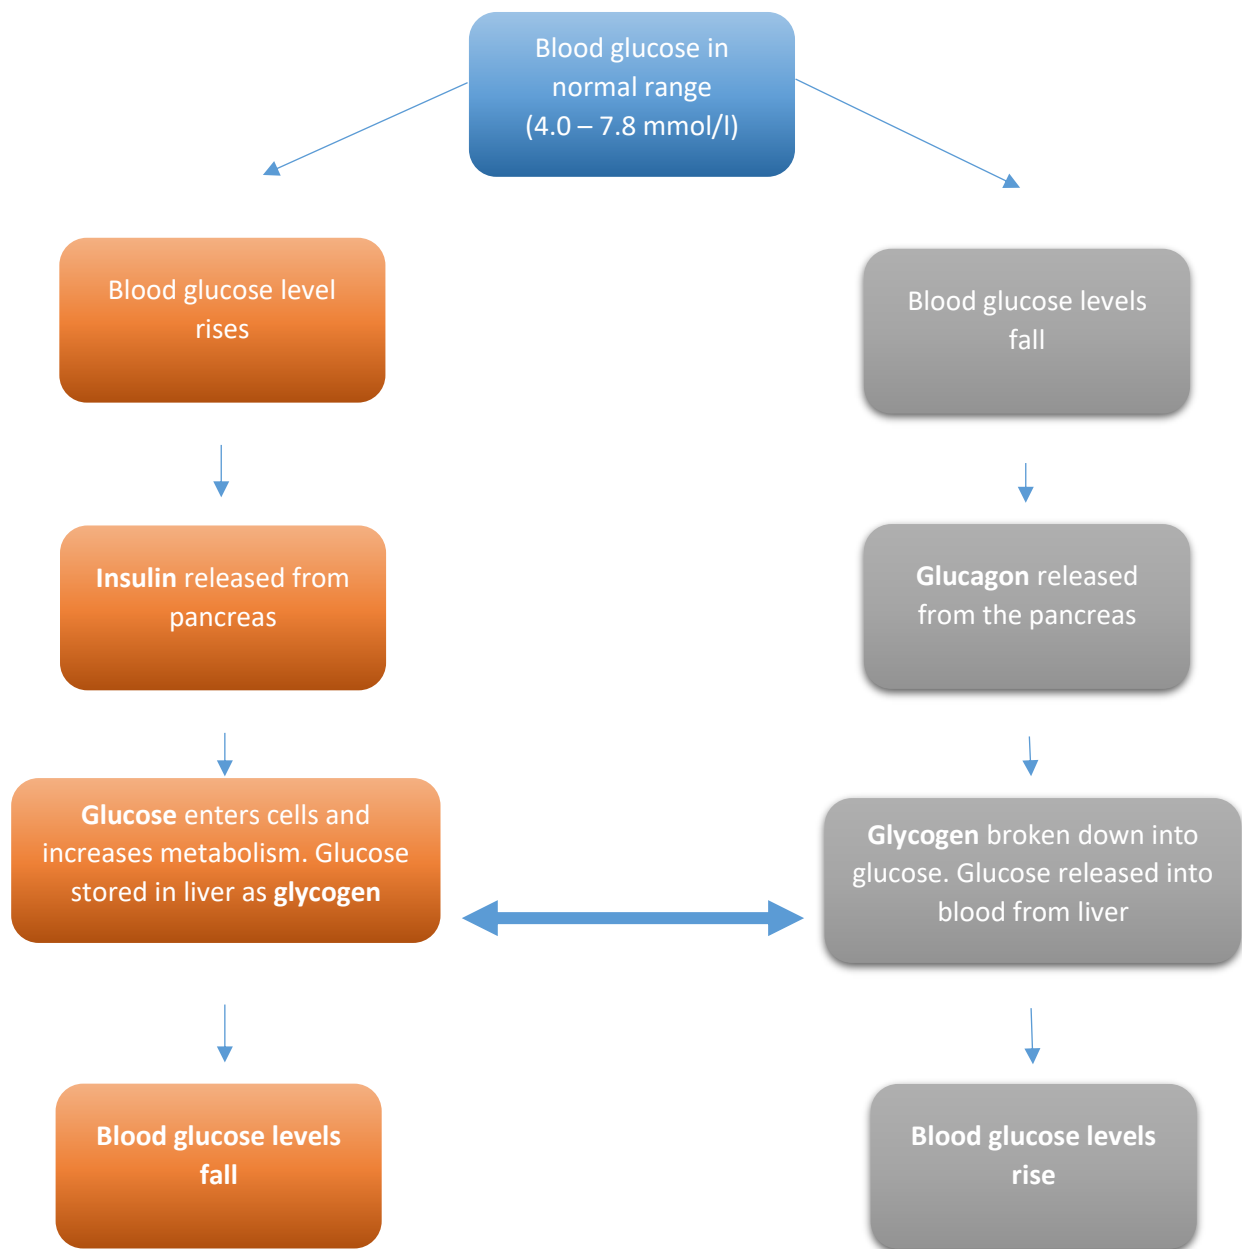 Blood glucose in
normal range
(4.0 – 7.8 mmol/l)
Blood glucose level
rises
Blood glucose levels
fall
Insulin released from
pancreas
Glucagon released
from the pancreas
Glucose enters cells and
increases metabolism. Glucose
stored in liver as glycogen
Glycogen broken down into
glucose. Glucose released into
blood from liver
Blood glucose levels
fall
Blood glucose levels
rise